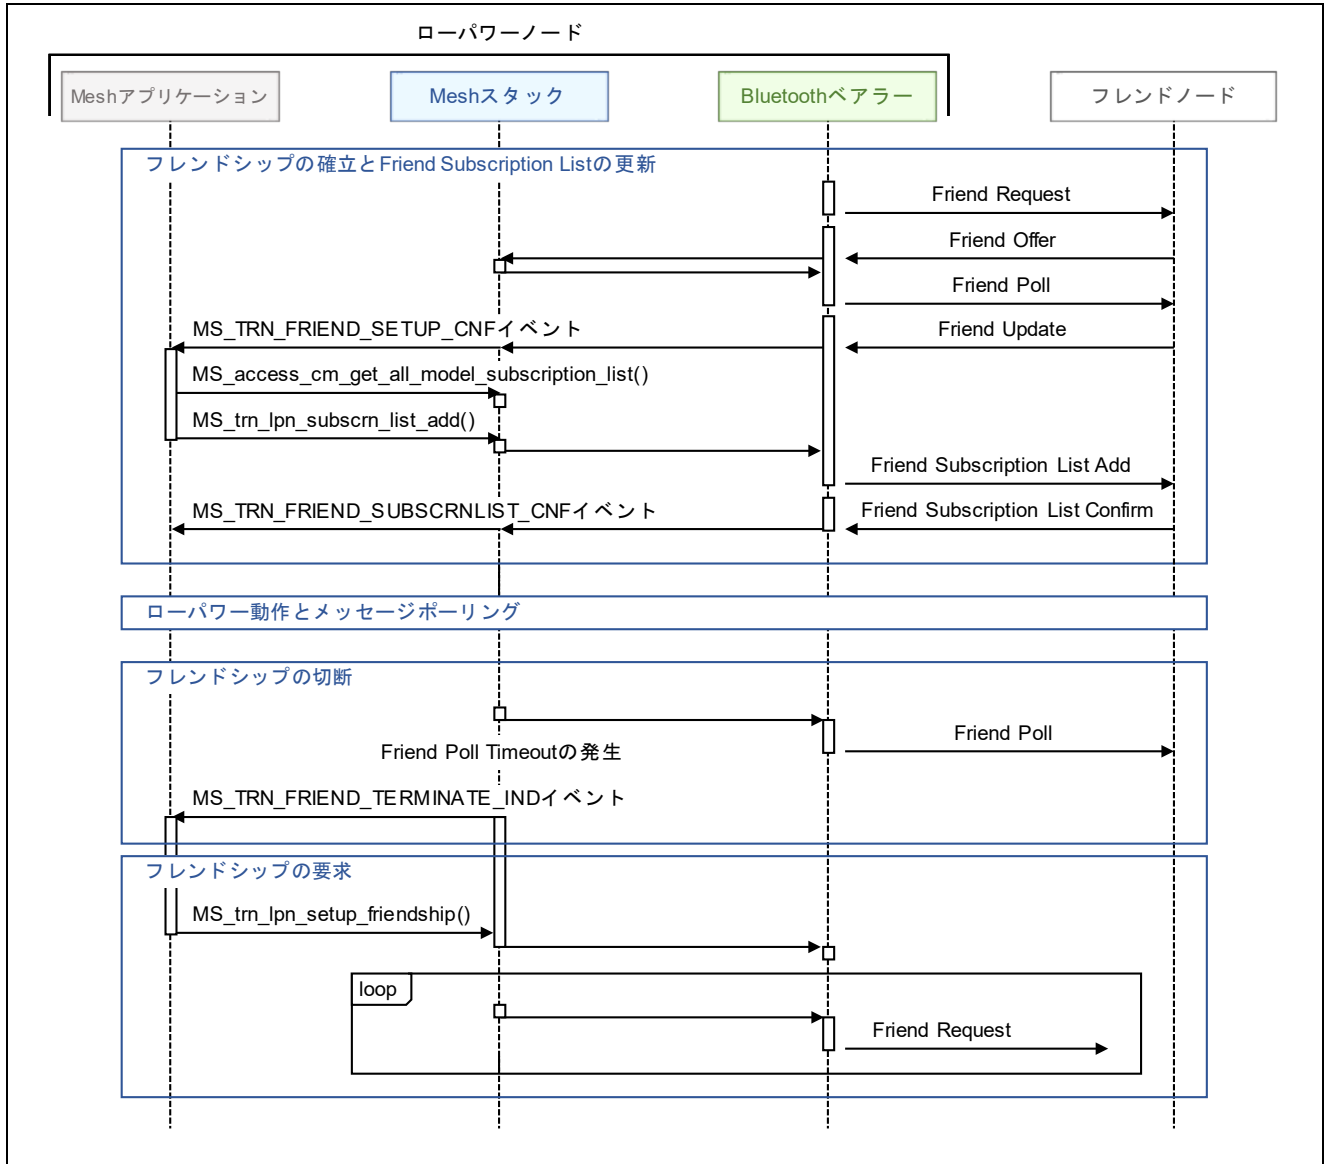 ローパワーノード
Meshアプリケーション
Meshスタック
Bluetoothベアラー
フレンドノード
フレンドシップの確立とFriend Subscription Listの更新
Friend Request
Friend Offer
Friend Poll
MS_TRN_FRIEND_SETUP_CNFイベント
Friend Update
MS_access_cm_get_all_model_subscription_list()
MS_trn_lpn_subscrn_list_add()
Friend Subscription List Add
MS_TRN_FRIEND_SUBSCRNLIST_CNFイベント
Friend Subscription List Confirm
ローパワー動作とメッセージポーリング
フレンドシップの切断
Friend Poll
Friend Poll Timeoutの発生
MS_TRN_FRIEND_TERMINATE_INDイベント
フレンドシップの要求
MS_trn_lpn_setup_friendship()
loop
Friend Request